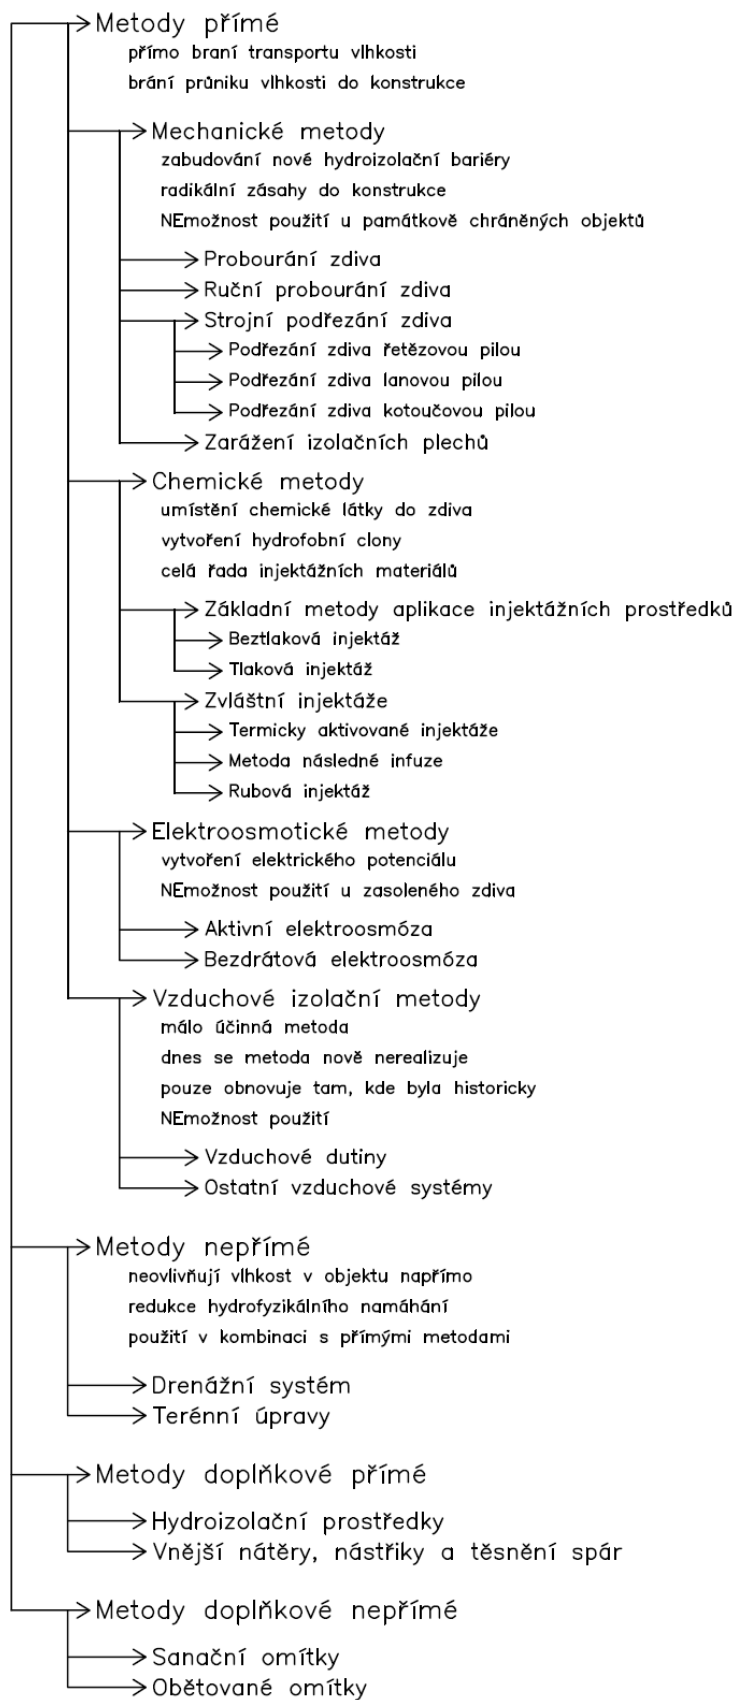 Metody přímé
přímo braní transportu vlhkosti
brání průniku vlhkosti do konstrukce
Mechanické metody
zabudování nové hydroizolační bariéry
radikální zásahy do konstrukce
NEmožnost použití u památkově chráněných objektů
Probourání zdiva
Ruční probourání zdiva
Strojní podřezání zdiva
Podřezání zdiva řetězovou pilou
Podřezání zdiva lanovou pilou
Podřezání zdiva kotoučovou pilou
Zarážení izolačních plechů
Chemické metody
umístění chemické látky do zdiva
vytvoření hydrofobní clony
celá řada injektážních materiálů
Základní metody aplikace injektážních prostředků
Beztlaková injektáž
Tlaková injektáž
Zvláštní injektáže
Termicky aktivované injektáže
Metoda následné infuze
Rubová injektáž
Elektroosmotické metody
vytvoření elektrického potenciálu
NEmožnost použití u zasoleného zdiva
Aktivní elektroosmóza
Bezdrátová elektroosmóza
Vzduchové izolační metody
málo účinná metoda
dnes se metoda nově nerealizuje
pouze obnovuje tam, kde byla historicky
NEmožnost použití
Vzduchové dutiny
Ostatní vzduchové systémy
Metody nepřímé
neovlivňují vlhkost v objektu napřímo
redukce hydrofyzikálního namáhání
použití v kombinaci s přímými metodami
Drenážní systém
Terénní úpravy
Metody doplňkové přímé
Hydroizolační prostředky
Vnější nátěry, nástřiky a těsnění spár
Metody doplňkové nepřímé
Sanační omítky
Obětované omítky